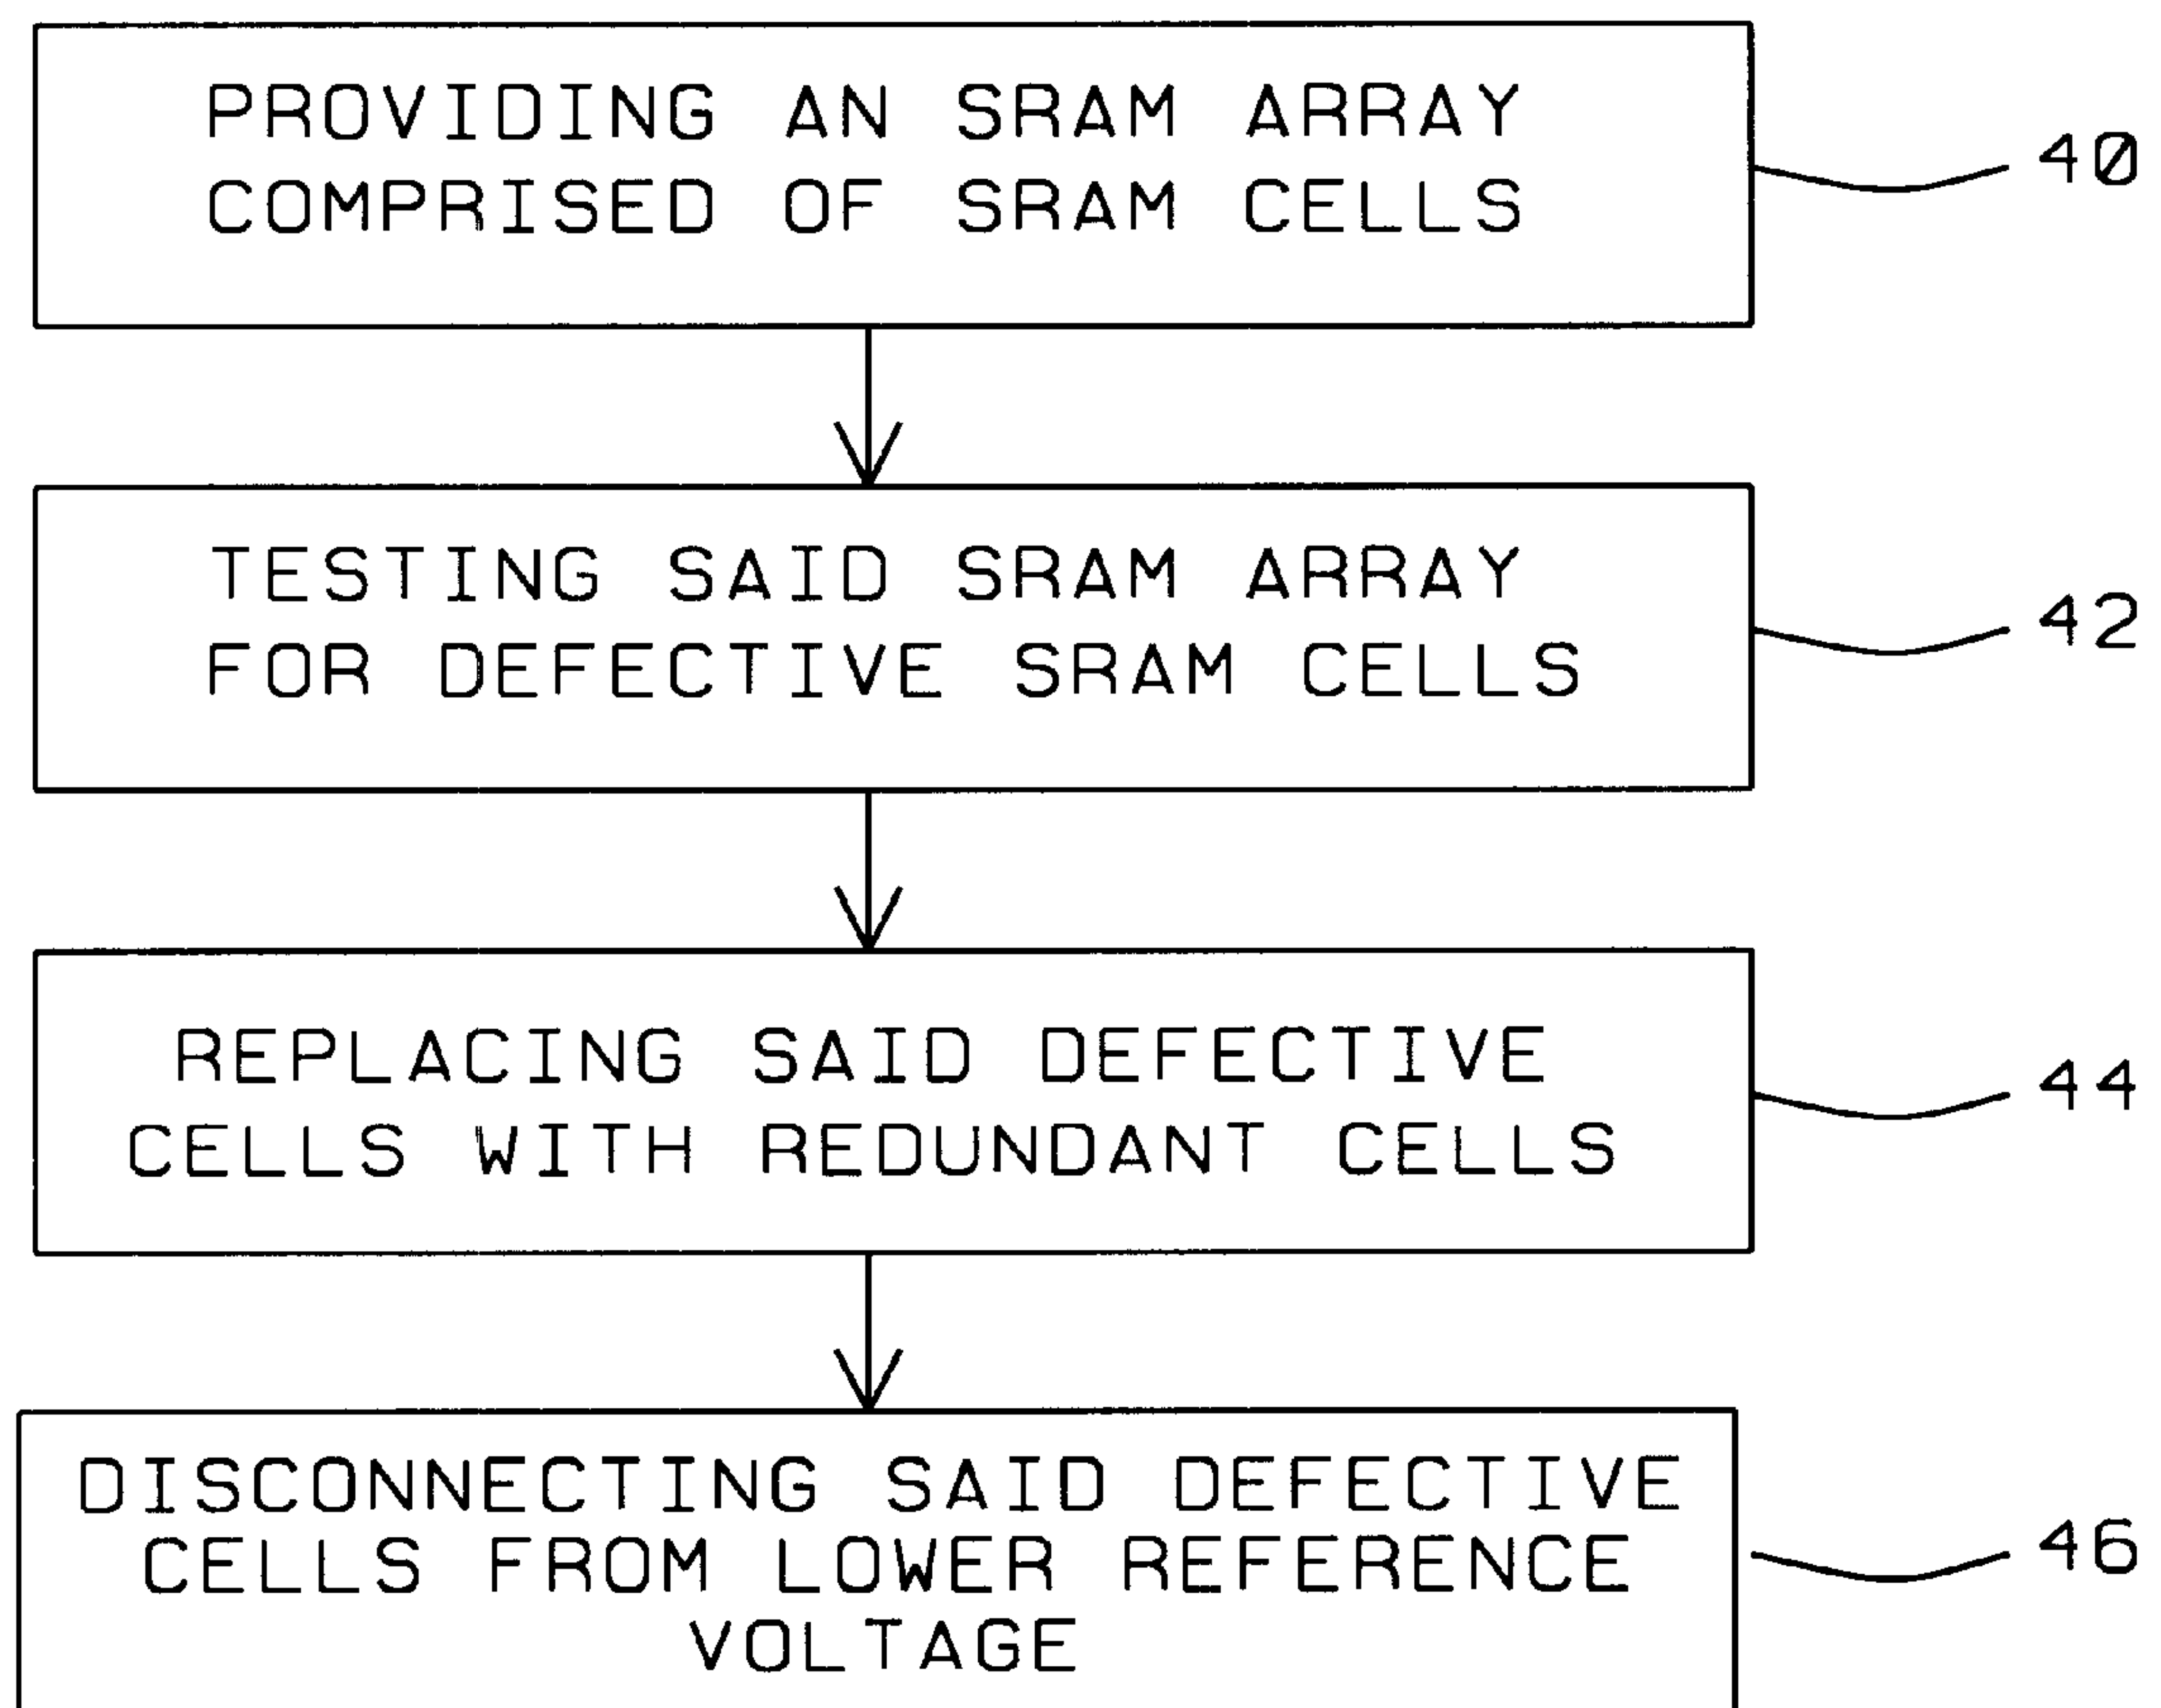 PROVIDING AN SRAM ARRAY
COMPRISED OF SRAM CELLS
40
TESTING SAID SRAM ARRAY
FOR DEFECTIVE SRAM CELLS
42
REPLACING SAID DEFECTIVE
CELLS WITH REDUNDANT CELLS
44
DISCONNECTING SAID DEFECTIVE
CELLS FROM LOWER REFERENCE
VOLTAGE
46